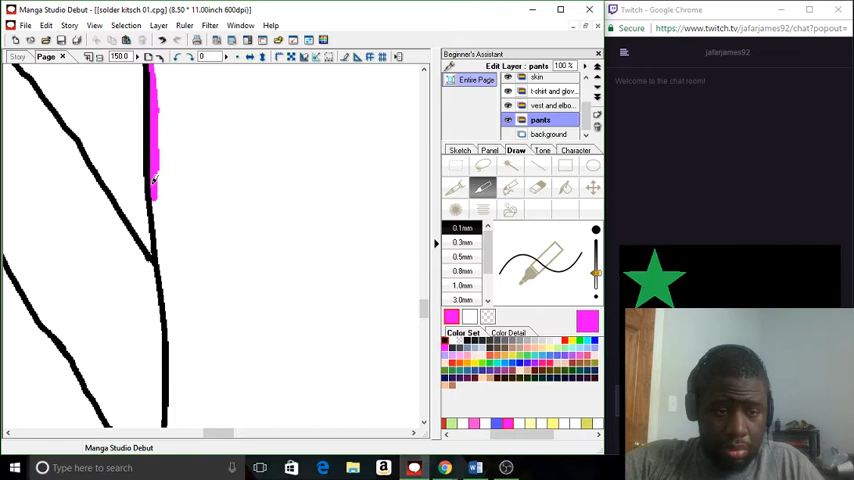 Manga Studio Debut - [[solder kitsch 01.cpg] (8.50 * 11.00inch 600dpi)]
Twitch - Google Chrome
File Edit Story View Selection Layer Ruler Filter Window Help
Secure https://www.twitch.tv/jafarjames92/chat?popout=
Story Page 150.0 0
Beginner's Assistant
jafarjames92
Edit Layer : pants 100 %
Entire Page
skin
Welcome to the chat room!
t-shirt and glov...
vest and elbo...
pants
background
Sketch Panel Draw Tone Character
0.1mm
0.3mm
0.5mm
0.8mm
1.0mm
3.0mm
Color Set Color Detail
Manga Studio Debut
Type here to search